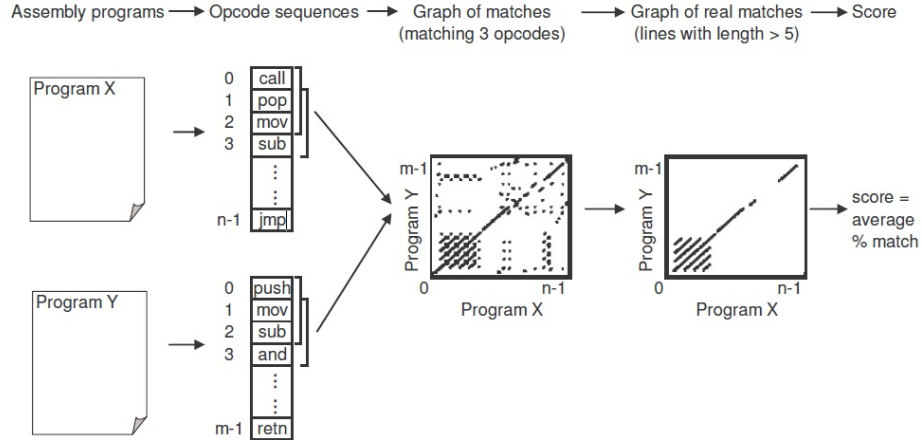 Assembly programs
Opcode sequences
Graph of matches
(matching 3 opcodes)
Graph of real matches
(lines with length > 5)
Score
Program X
0 call
1 pop
2 mov
3 sub
n-1 jmp
Program Y
0 push
1 mov
2 sub
3 and
m-1 retn
m-1
Program Y
0 n-1
Program X
m-1
Program Y
0 n-1
Program X
score =
average
% match